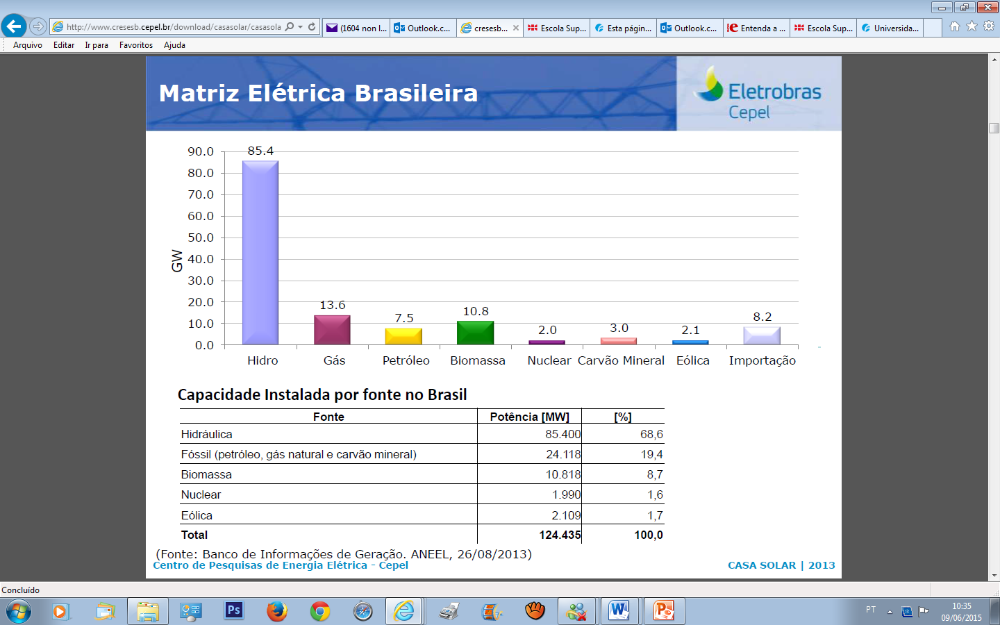 http://www.cresesb.cepel.br/download/casasolar/casasola
(1604 non l...
Outlook.c...
cresesb...
Escola Sup...
Esta págin...
Outlook.c...
Entenda a ...
Escola Sup...
Universida...
Arquivo Editar Ir para Favoritos Ajuda
Matriz Elétrica Brasileira
Eletrobras
Cepel
GW
90.0
80.0
70.0
60.0
50.0
40.0
30.0
20.0
10.0
0.0
85.4
13.6
7.5
10.8
2.0
3.0
2.1
8.2
Hidro Gás Petróleo Biomassa Nuclear Carvão Mineral Eólica Importação
Capacidade Instalada por fonte no Brasil
Fonte Potência [MW] [%]
Hidráulica 85.400 68,6
Fóssil (petróleo, gás natural e carvão mineral) 24.118 19,4
Biomassa 10.818 8,7
Nuclear 1.990 1,6
Eólica 2.109 1,7
Total 124.435 100,0
(Fonte: Banco de Informações de Geração. ANEEL, 26/08/2013)
Centro de Pesquisas de Energia Elétrica - Cepel CASA SOLAR | 2013
Concluído
Ps
PT
10:35
09/06/2015